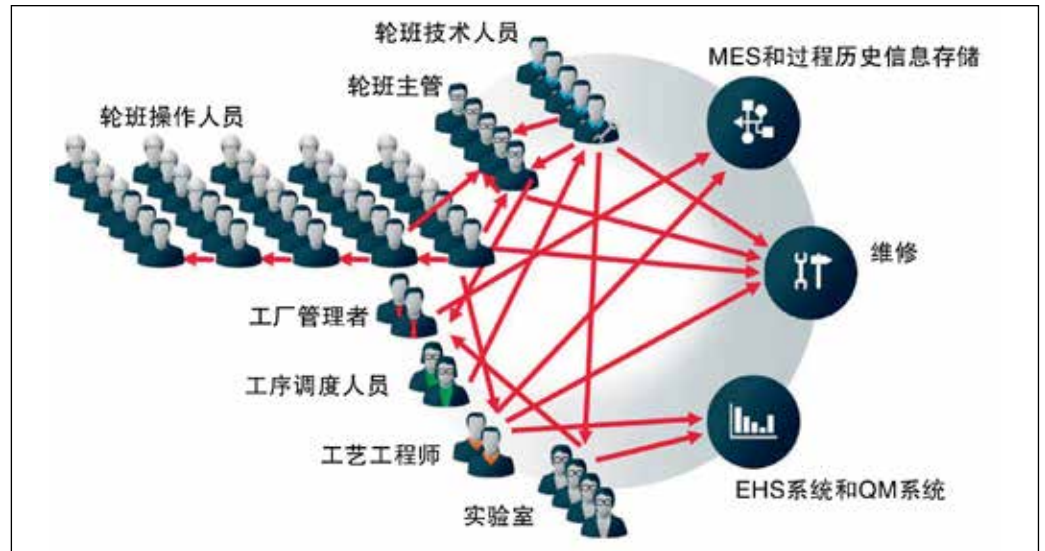 轮班技术人员
MES和过程历史信息存储
轮班主管
轮班操作人员
维修
工厂管理者
工序调度人员
工艺工程师
EHS系统和QM系统
实验室